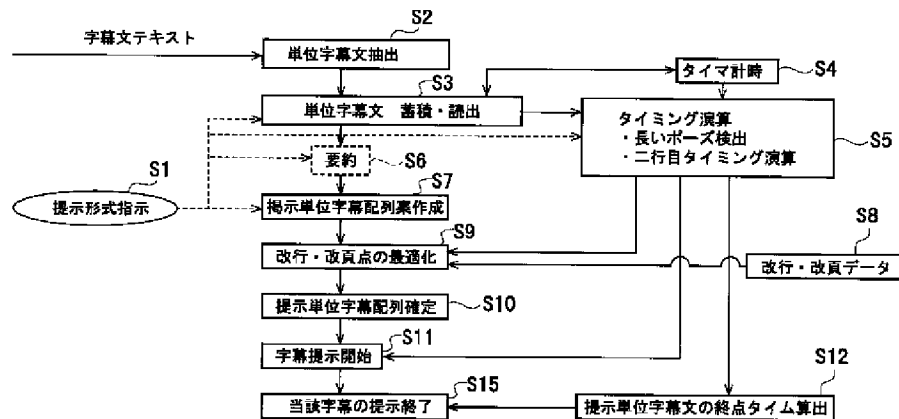 字幕文テキスト
S2
単位字幕文抽出
S3
単位字幕文 蓄積・読出
タイマ計時
S4
タイミング演算
・長いポーズ検出
・二行目タイミング演算
S5
要約
S6
S1
提示形式指示
S7
掲示単位字幕配列案作成
S9
改行・改頁点の最適化
S8
改行・改頁データ
提示単位字幕配列確定
S10
S11
字幕提示開始
S15
当該字幕の提示終了
S12
提示単位字幕文の終点タイム算出